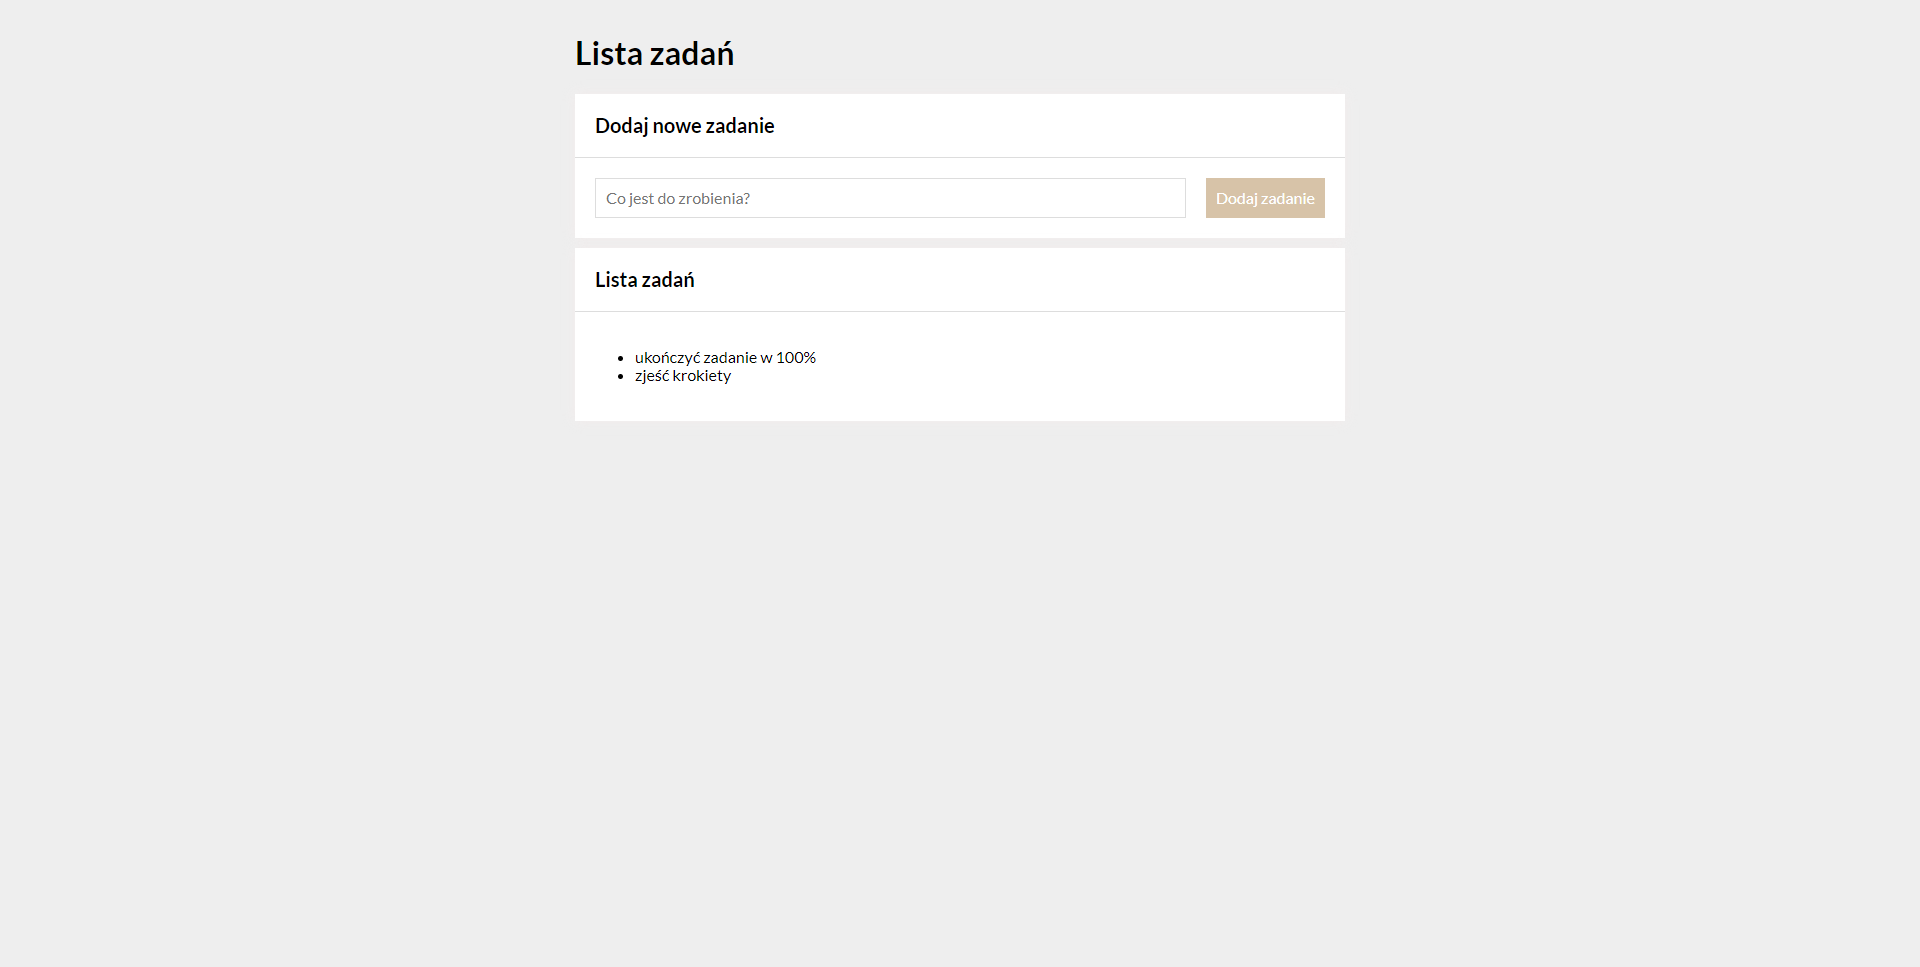 Lista zadań
Dodaj nowe zadanie
Co jest do zrobienia?
Dodaj zadanie
Lista zadań
ukończyć zadanie w 100%
zjeść krokiety